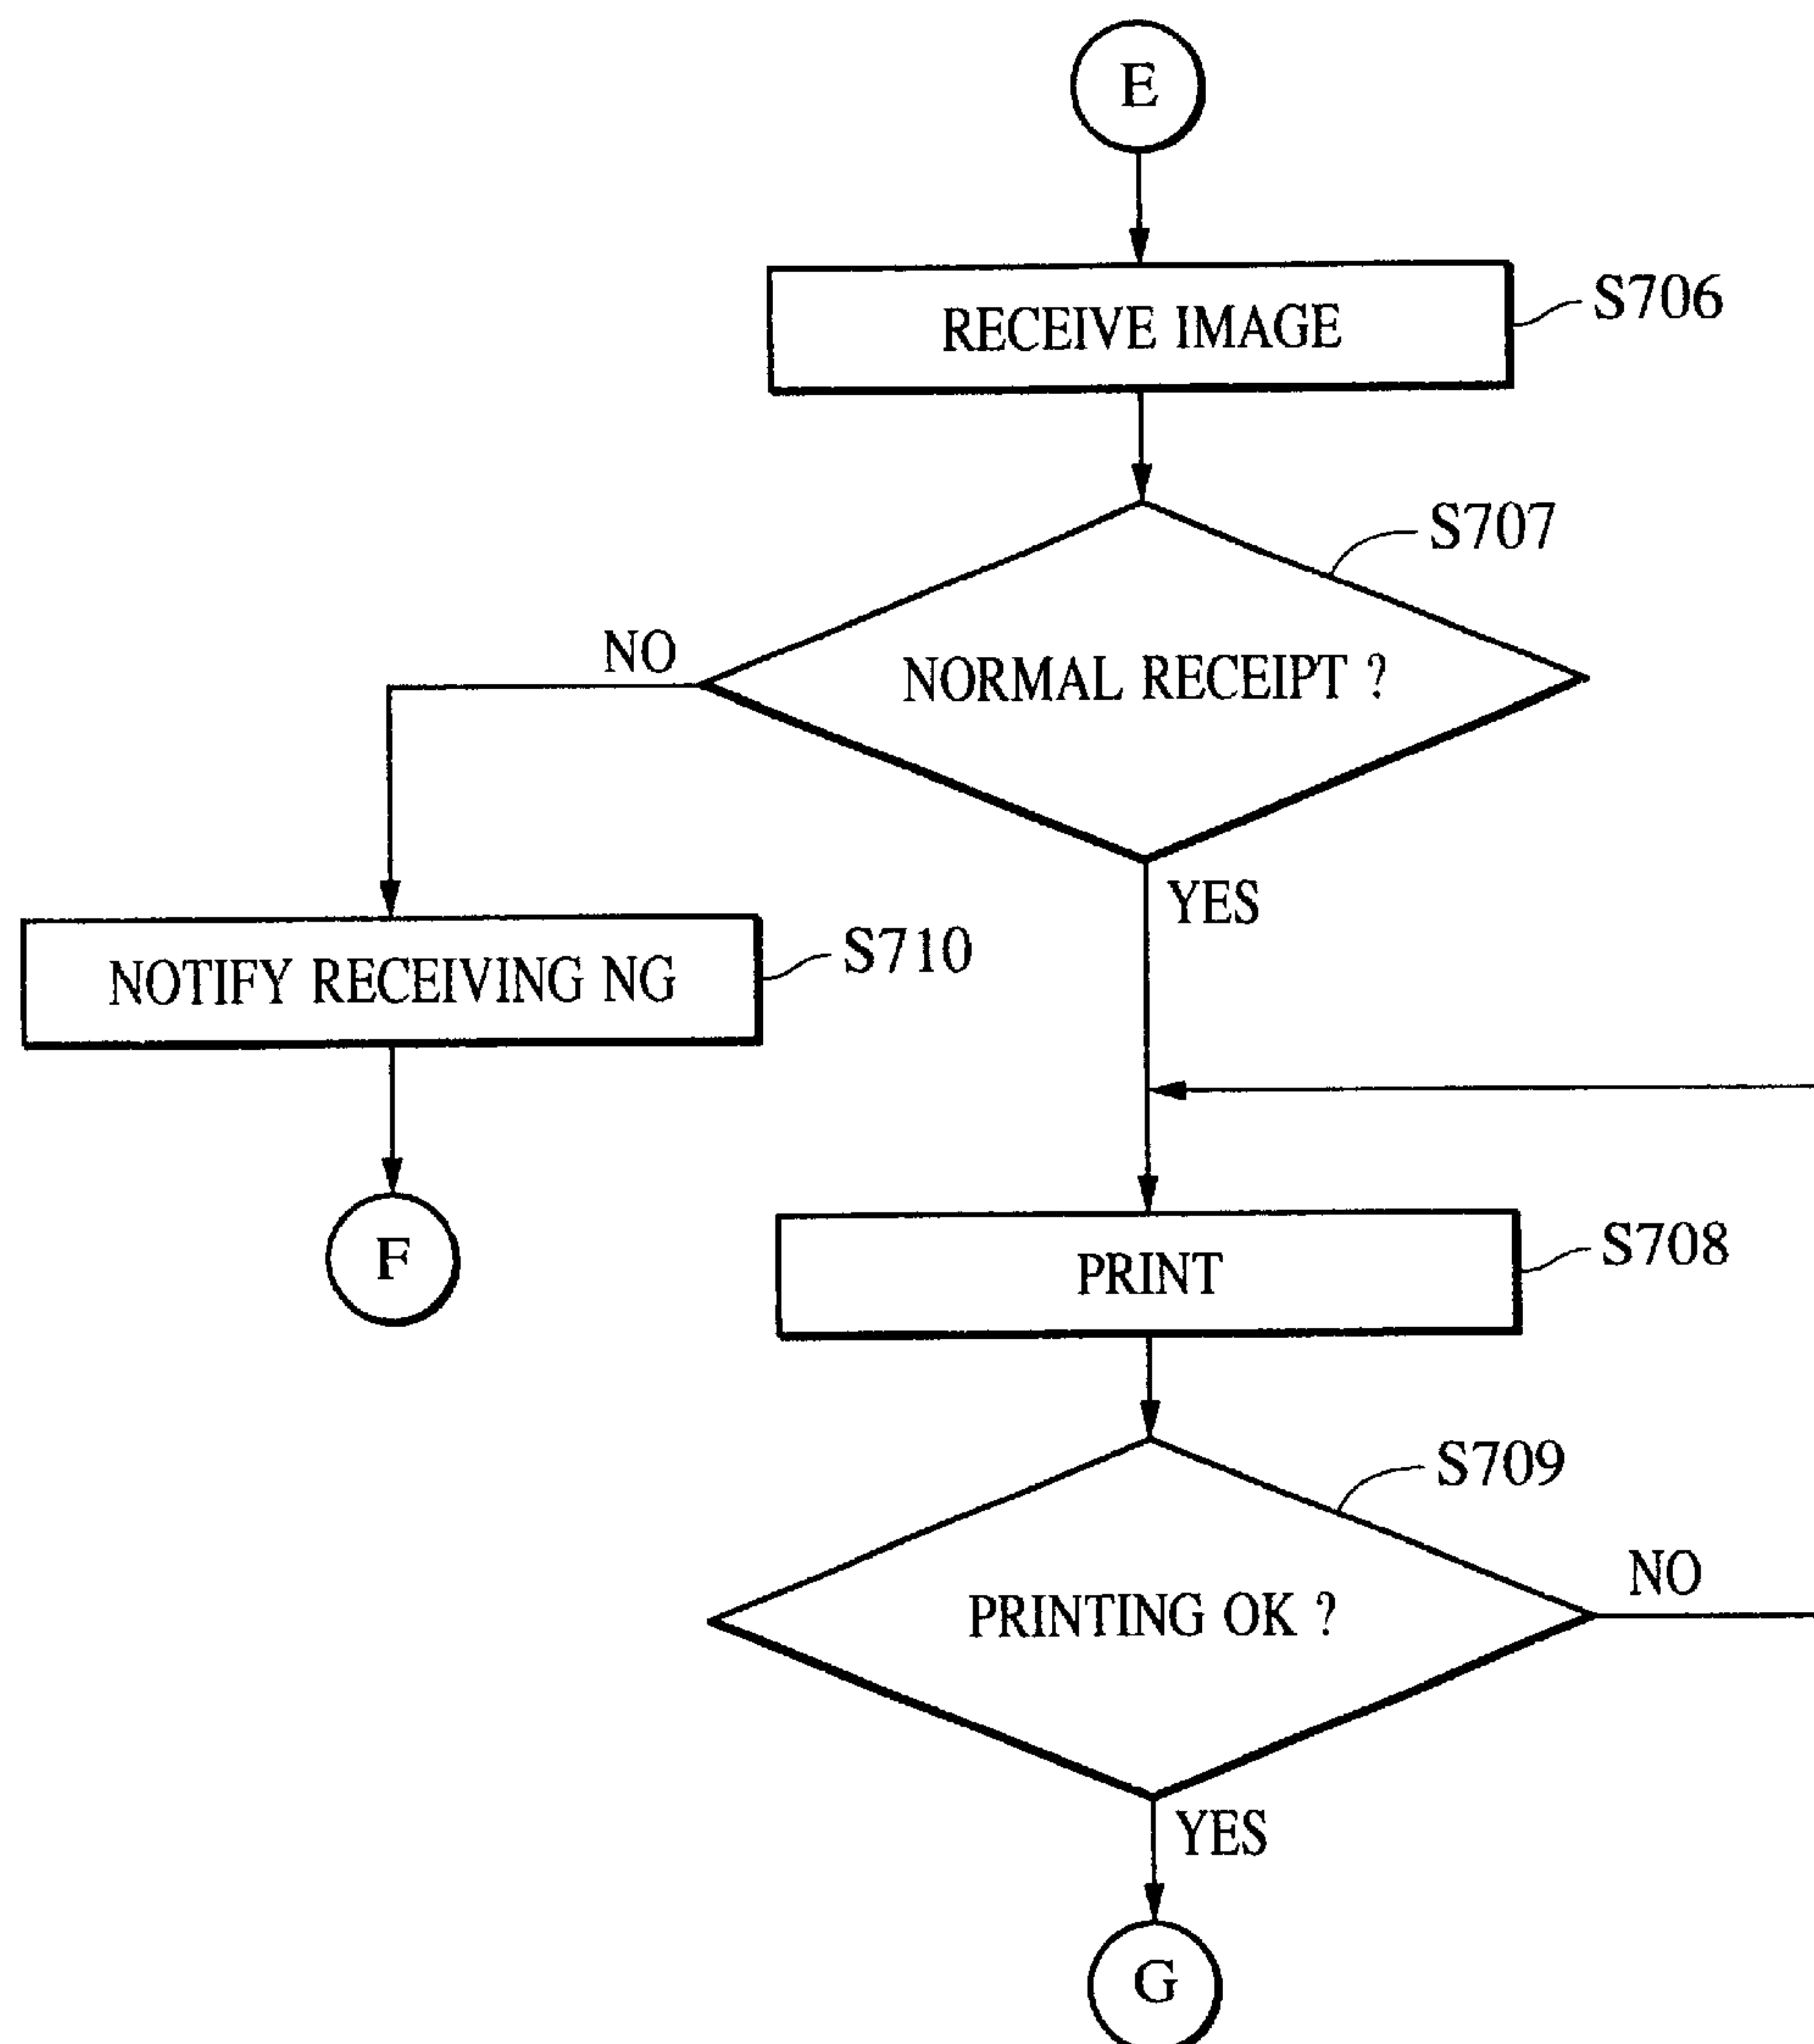 E
RECEIVE IMAGE
S706
S707
NORMAL RECEIPT ?
NO
YES
NOTIFY RECEIVING NG
S710
F
PRINT
S708
S709
PRINTING OK ?
NO
YES
G